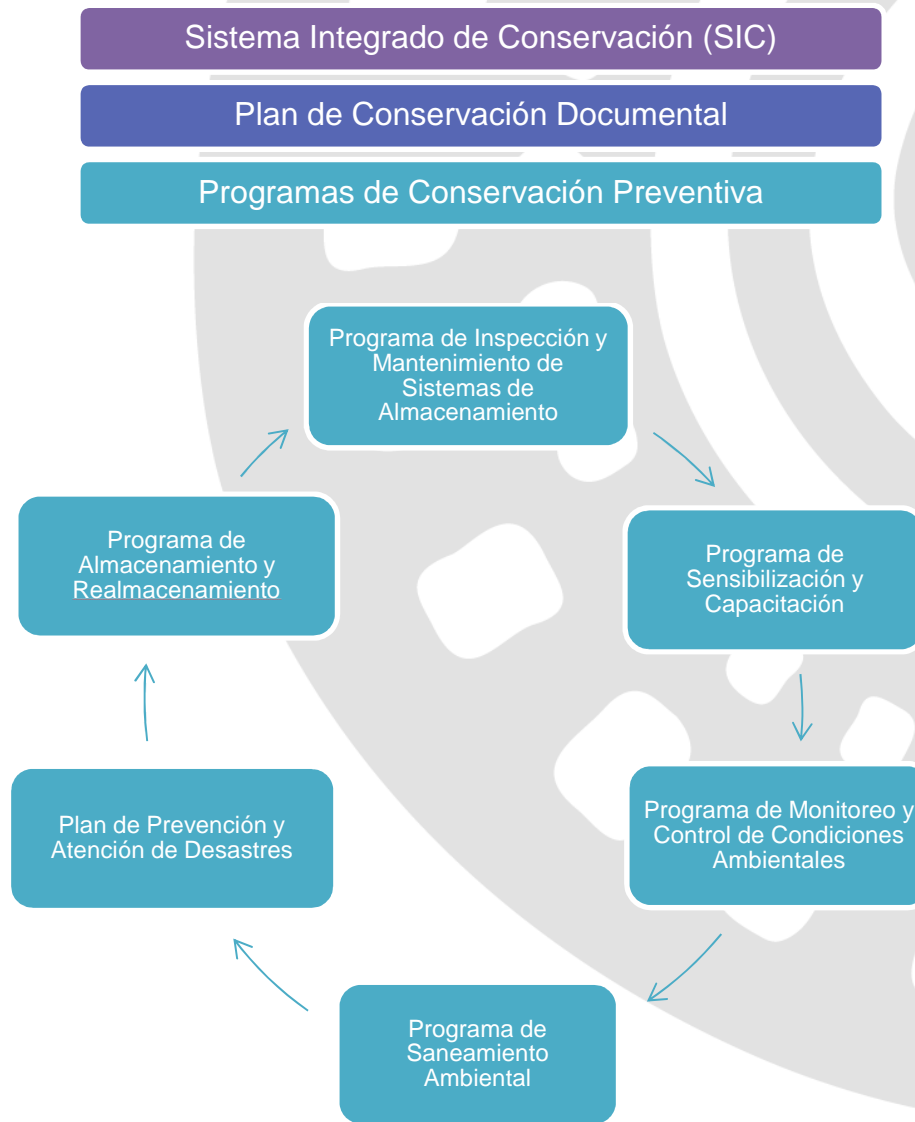 Sistema Integrado de Conservación (SIC)
Plan de Conservación Documental
Programas de Conservación Preventiva
Programa de Inspección y
Mantenimiento de
Sistemas de
Almacenamiento
Programa de
Sensibilización y
Capacitación
Programa de Monitoreo y
Control de Condiciones
Ambientales
Programa de
Saneamiento
Ambiental
Plan de Prevención y
Atención de Desastres
Programa de
Almacenamiento y
Realmacenamiento